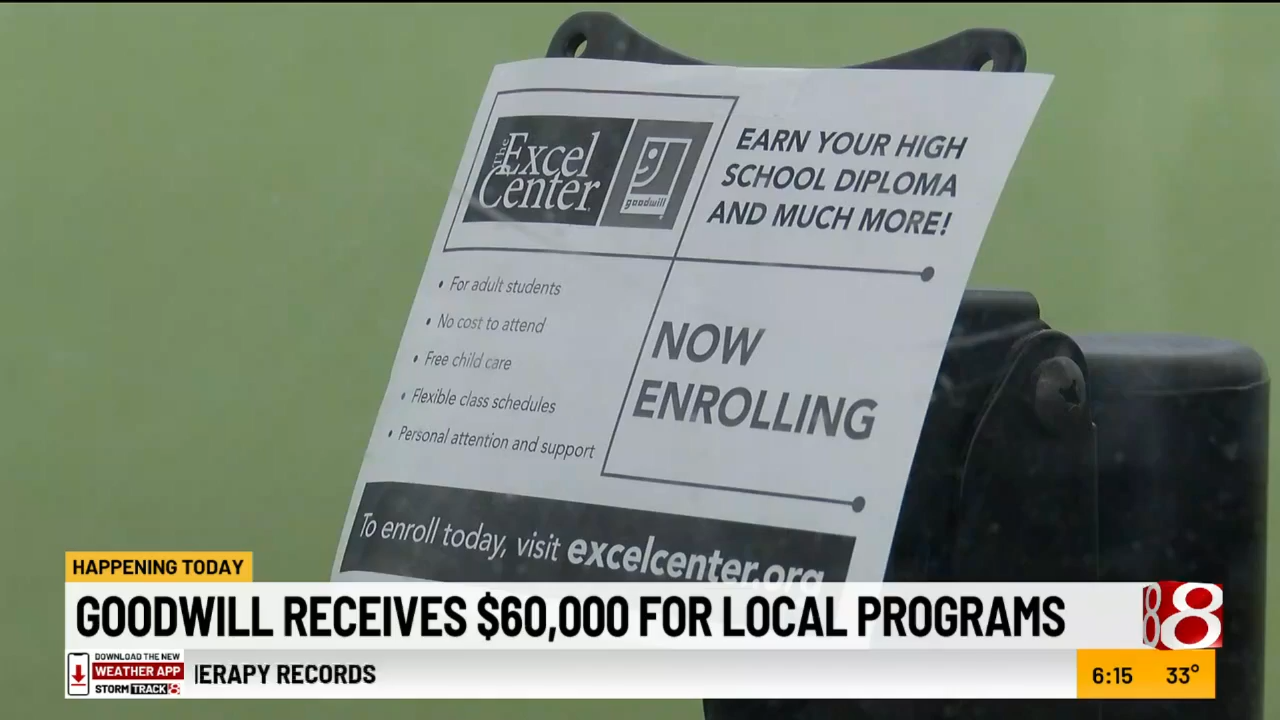 The
Excel
Center
goodwill
EARN YOUR HIGH
SCHOOL DIPLOMA
AND MUCH MORE!
• For adult students
• No cost to attend
• Free child care
• Flexible class schedules
• Personal attention and support
NOW
ENROLLING
To enroll today, visit excelcenter.org
HAPPENING TODAY
GOODWILL RECEIVES $60,000 FOR LOCAL PROGRAMS
8
DOWNLOAD THE NEW
WEATHER APP
STORM TRACK 8
ERAPY RECORDS
6:15 33°